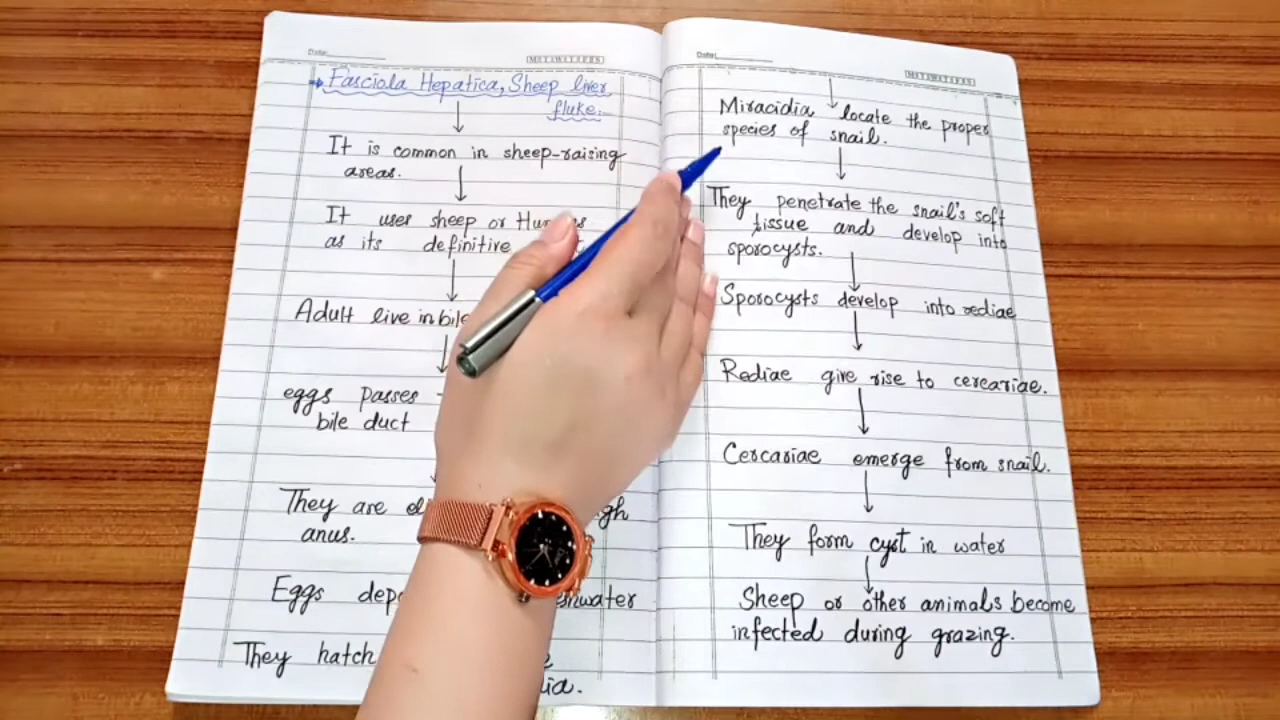 Date:
Fasciola Hepatica, Sheep liver
fluke.
It is common in sheep-raising
areas.
It uses sheep or
as its definitive
Adult live in bile
eggs passes
bile duct
They are
anus.
Eggs
They hatch
Date:
Miracidia locate the proper
species of snail.
They penetrate the snail's soft
tissue and develop into
sporocysts.
Sporocysts develop into rediae
Rediae give rise to cercariae.
Cercariae emerge from snail.
They form cyst in water
Sheep or other animals become
infected during grazing.